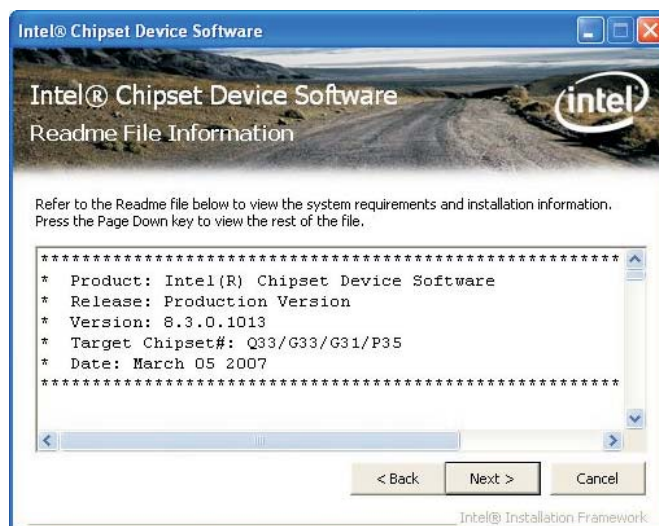 Intel® Chipset Device Software
Intel® Chipset Device Software
intel
Readme File Information
Refer to the Readme file below to view the system requirements and installation information.
Press the Page Down key to view the rest of the file.
************************************************************
* Product: Intel(R) Chipset Device Software
* Release: Production Version
* Version: 8.3.0.1013
* Target Chipset#: Q33/G33/G31/P35
* Date: March 05 2007
************************************************************
< Back
Next >
Cancel
Intel® Installation Framework